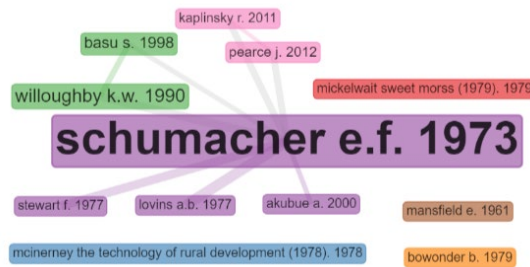 kaplinsky r. 2011
basu s. 1998
pearce j. 2012
willoughby k.w. 1990
mickelwait sweet morss (1979). 1979
schumacher e.f. 1973
stewart f. 1977
lovins a.b. 1977
akubue a. 2000
mansfield e. 1961
mcinerney the technology of rural development (1978). 1978
bowonder b. 1979